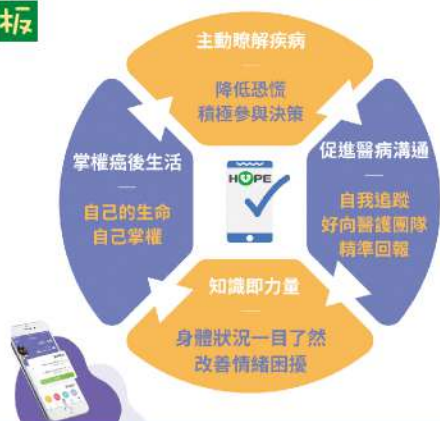 板
主動瞭解疾病
降低恐慌
積極參與決策
促進醫病溝通
自我追蹤
好向醫護團隊
精準回報
掌權癌後生活
自己的生命
自己掌權
HOPE
知識即力量
身體狀況一目了然
改善情緒困擾